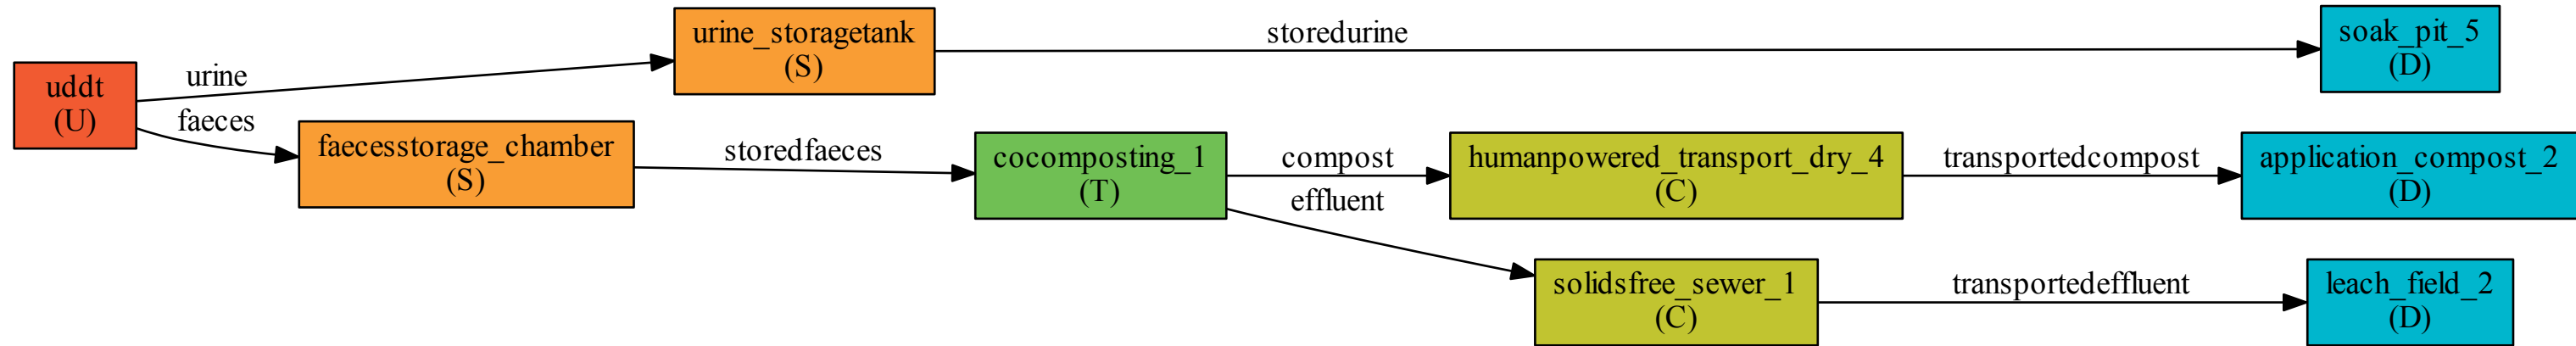 uddt
(U)
urine
faeces
urine_storagetank
(S)
faecesstorage_chamber
(S)
storedurine
storedfaeces
cocomposting_1
(T)
compost
effluent
humanpowered_transport_dry_4
(C)
solidsfree_sewer_1
(C)
transportedcompost
transportedeffluent
soak_pit_5
(D)
application_compost_2
(D)
leach_field_2
(D)